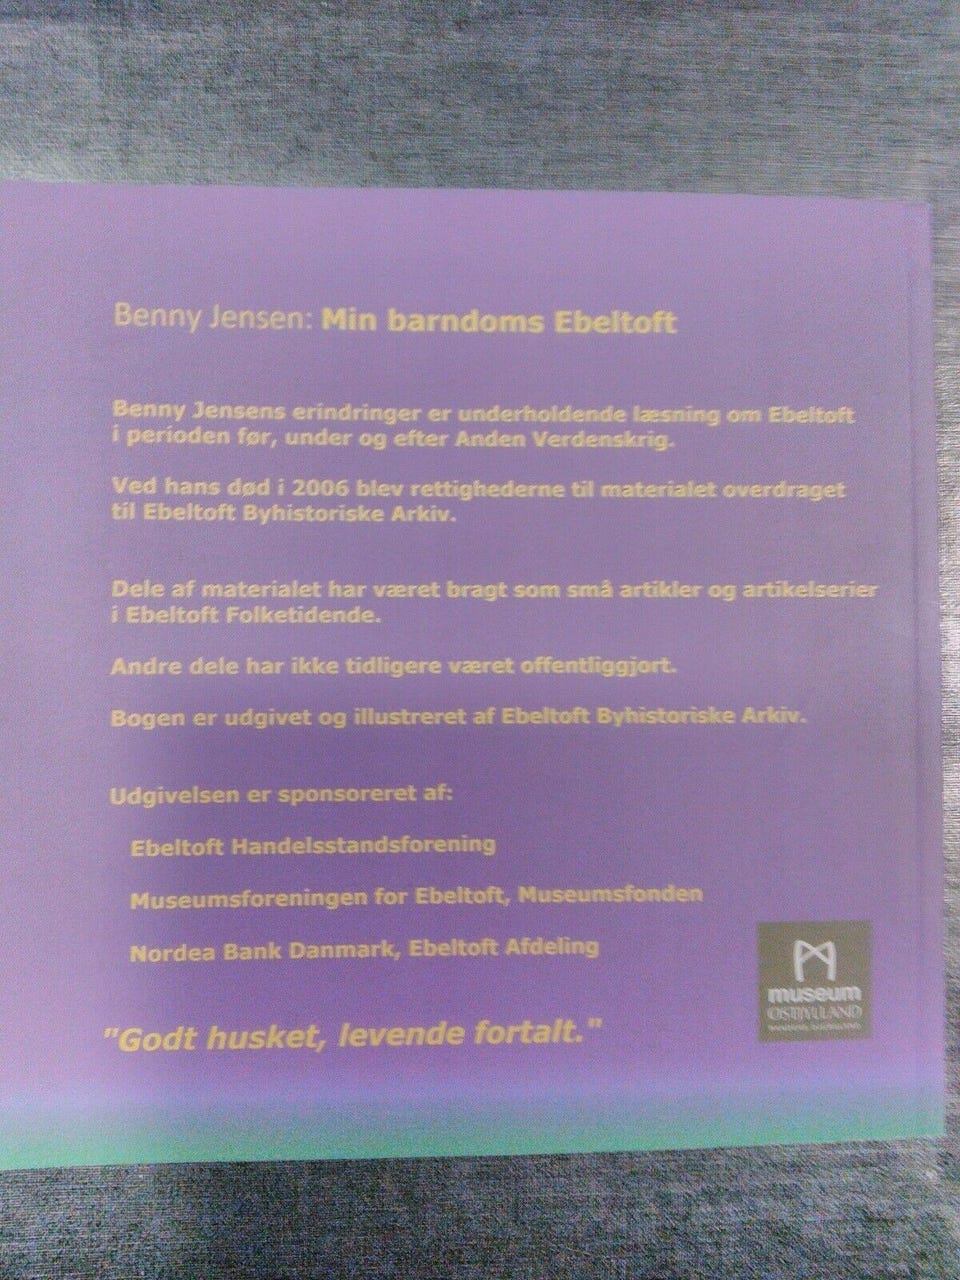 Benny Jensen: Min barndoms Ebeltoft
Benny Jensens erindringer er underholdende læsning om Ebeltoft
i perioden før, under og efter Anden Verdenskrig.
Ved hans død i 2006 blev rettighederne til materialet overdraget
til Ebeltoft Byhistoriske Arkiv.
Dele af materialet har været bragt som små artikler og artikelserier
i Ebeltoft Folketidende.
Andre dele har ikke tidligere været offentliggjort.
Bogen er udgivet og illustreret af Ebeltoft Byhistoriske Arkiv.
Udgivelsen er sponsoreret af:
Ebeltoft Handelsstandsforening
Museumsforeningen for Ebeltoft, Museumsfonden
Nordea Bank Danmark, Ebeltoft Afdeling
"Godt husket, levende fortalt."
museum
ØSTJYLLAND